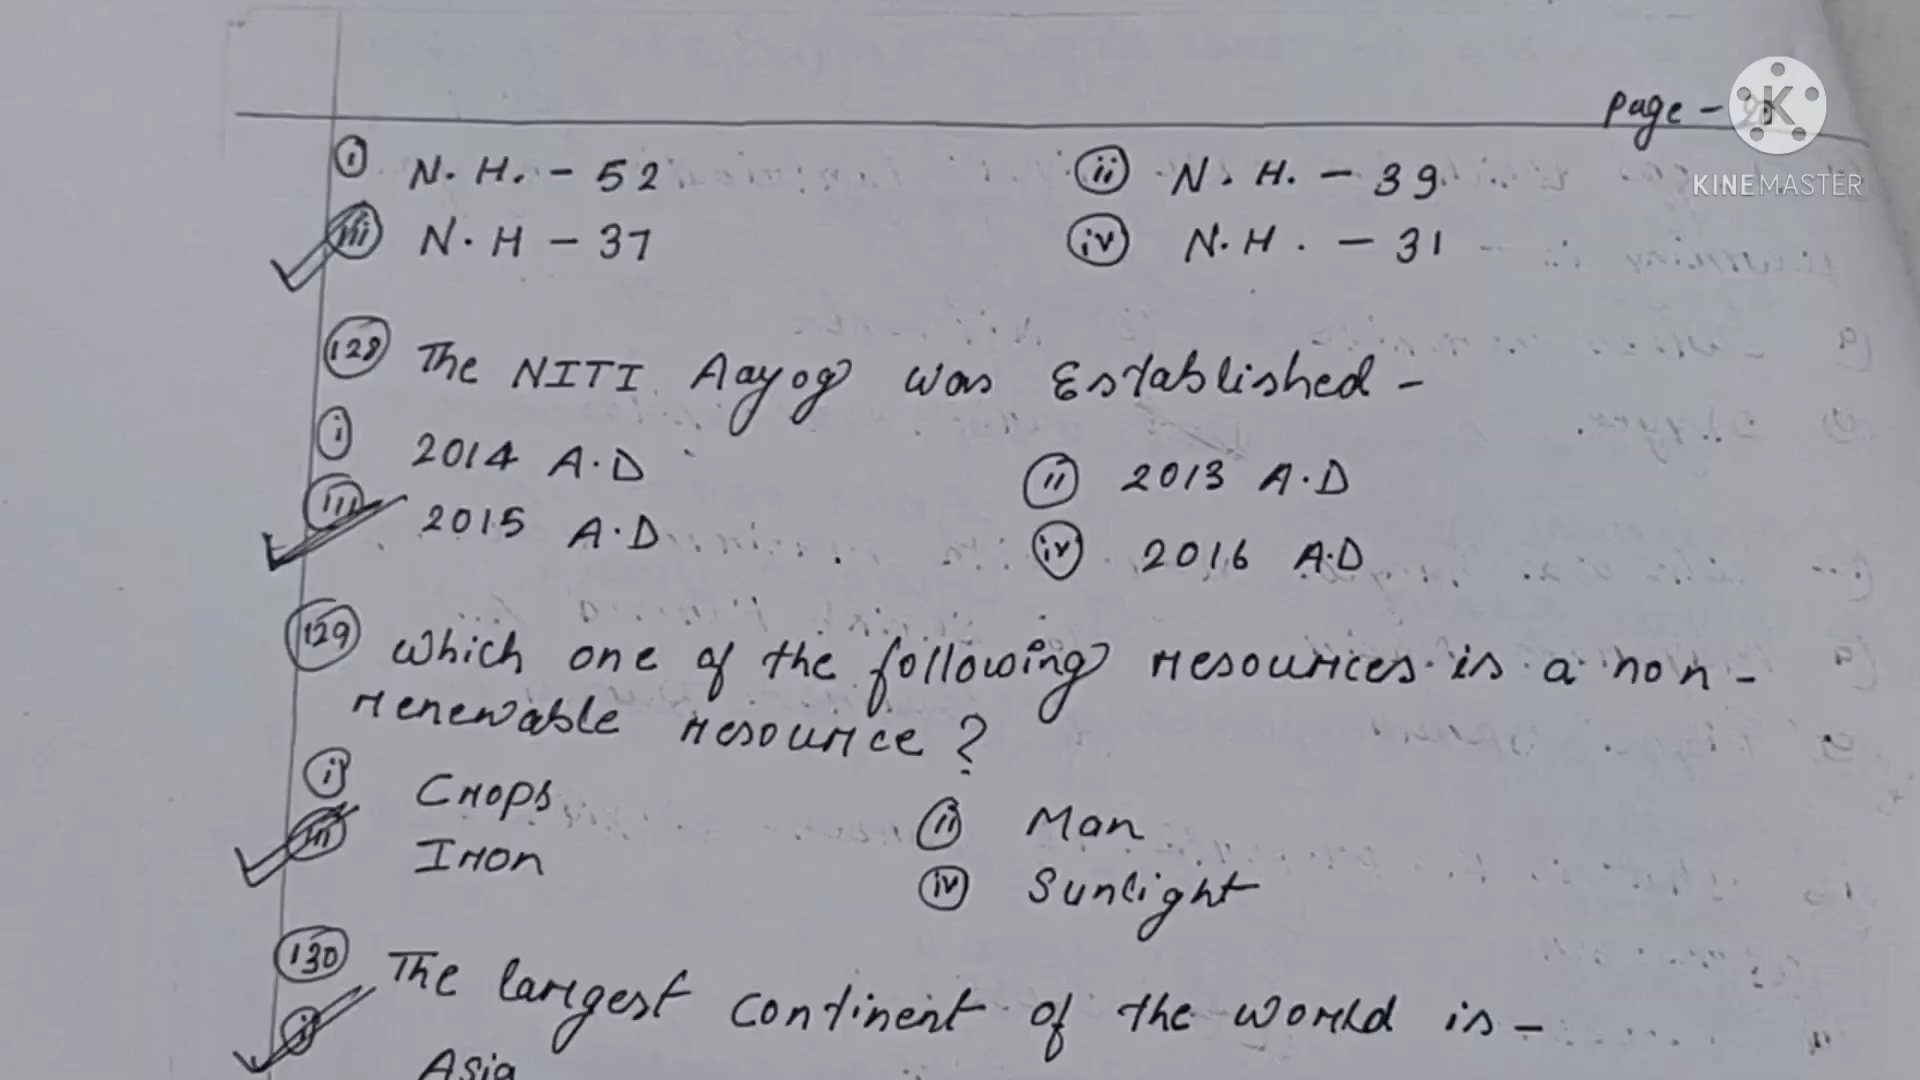 Page -
KINEMASTER
i N. H. - 52 ii N. H. - 39
iii N. H - 37 iv N. H. - 31
128 The NITI Aayog was Established -
i 2014 A.D ii 2013 A.D
iii 2015 A.D iv 2016 A.D
129 Which one of the following resources is a non-
renewable resource ?
i Crops ii Man
iii Iron iv Sunlight
130 The largest continent of the world is -
i Asia